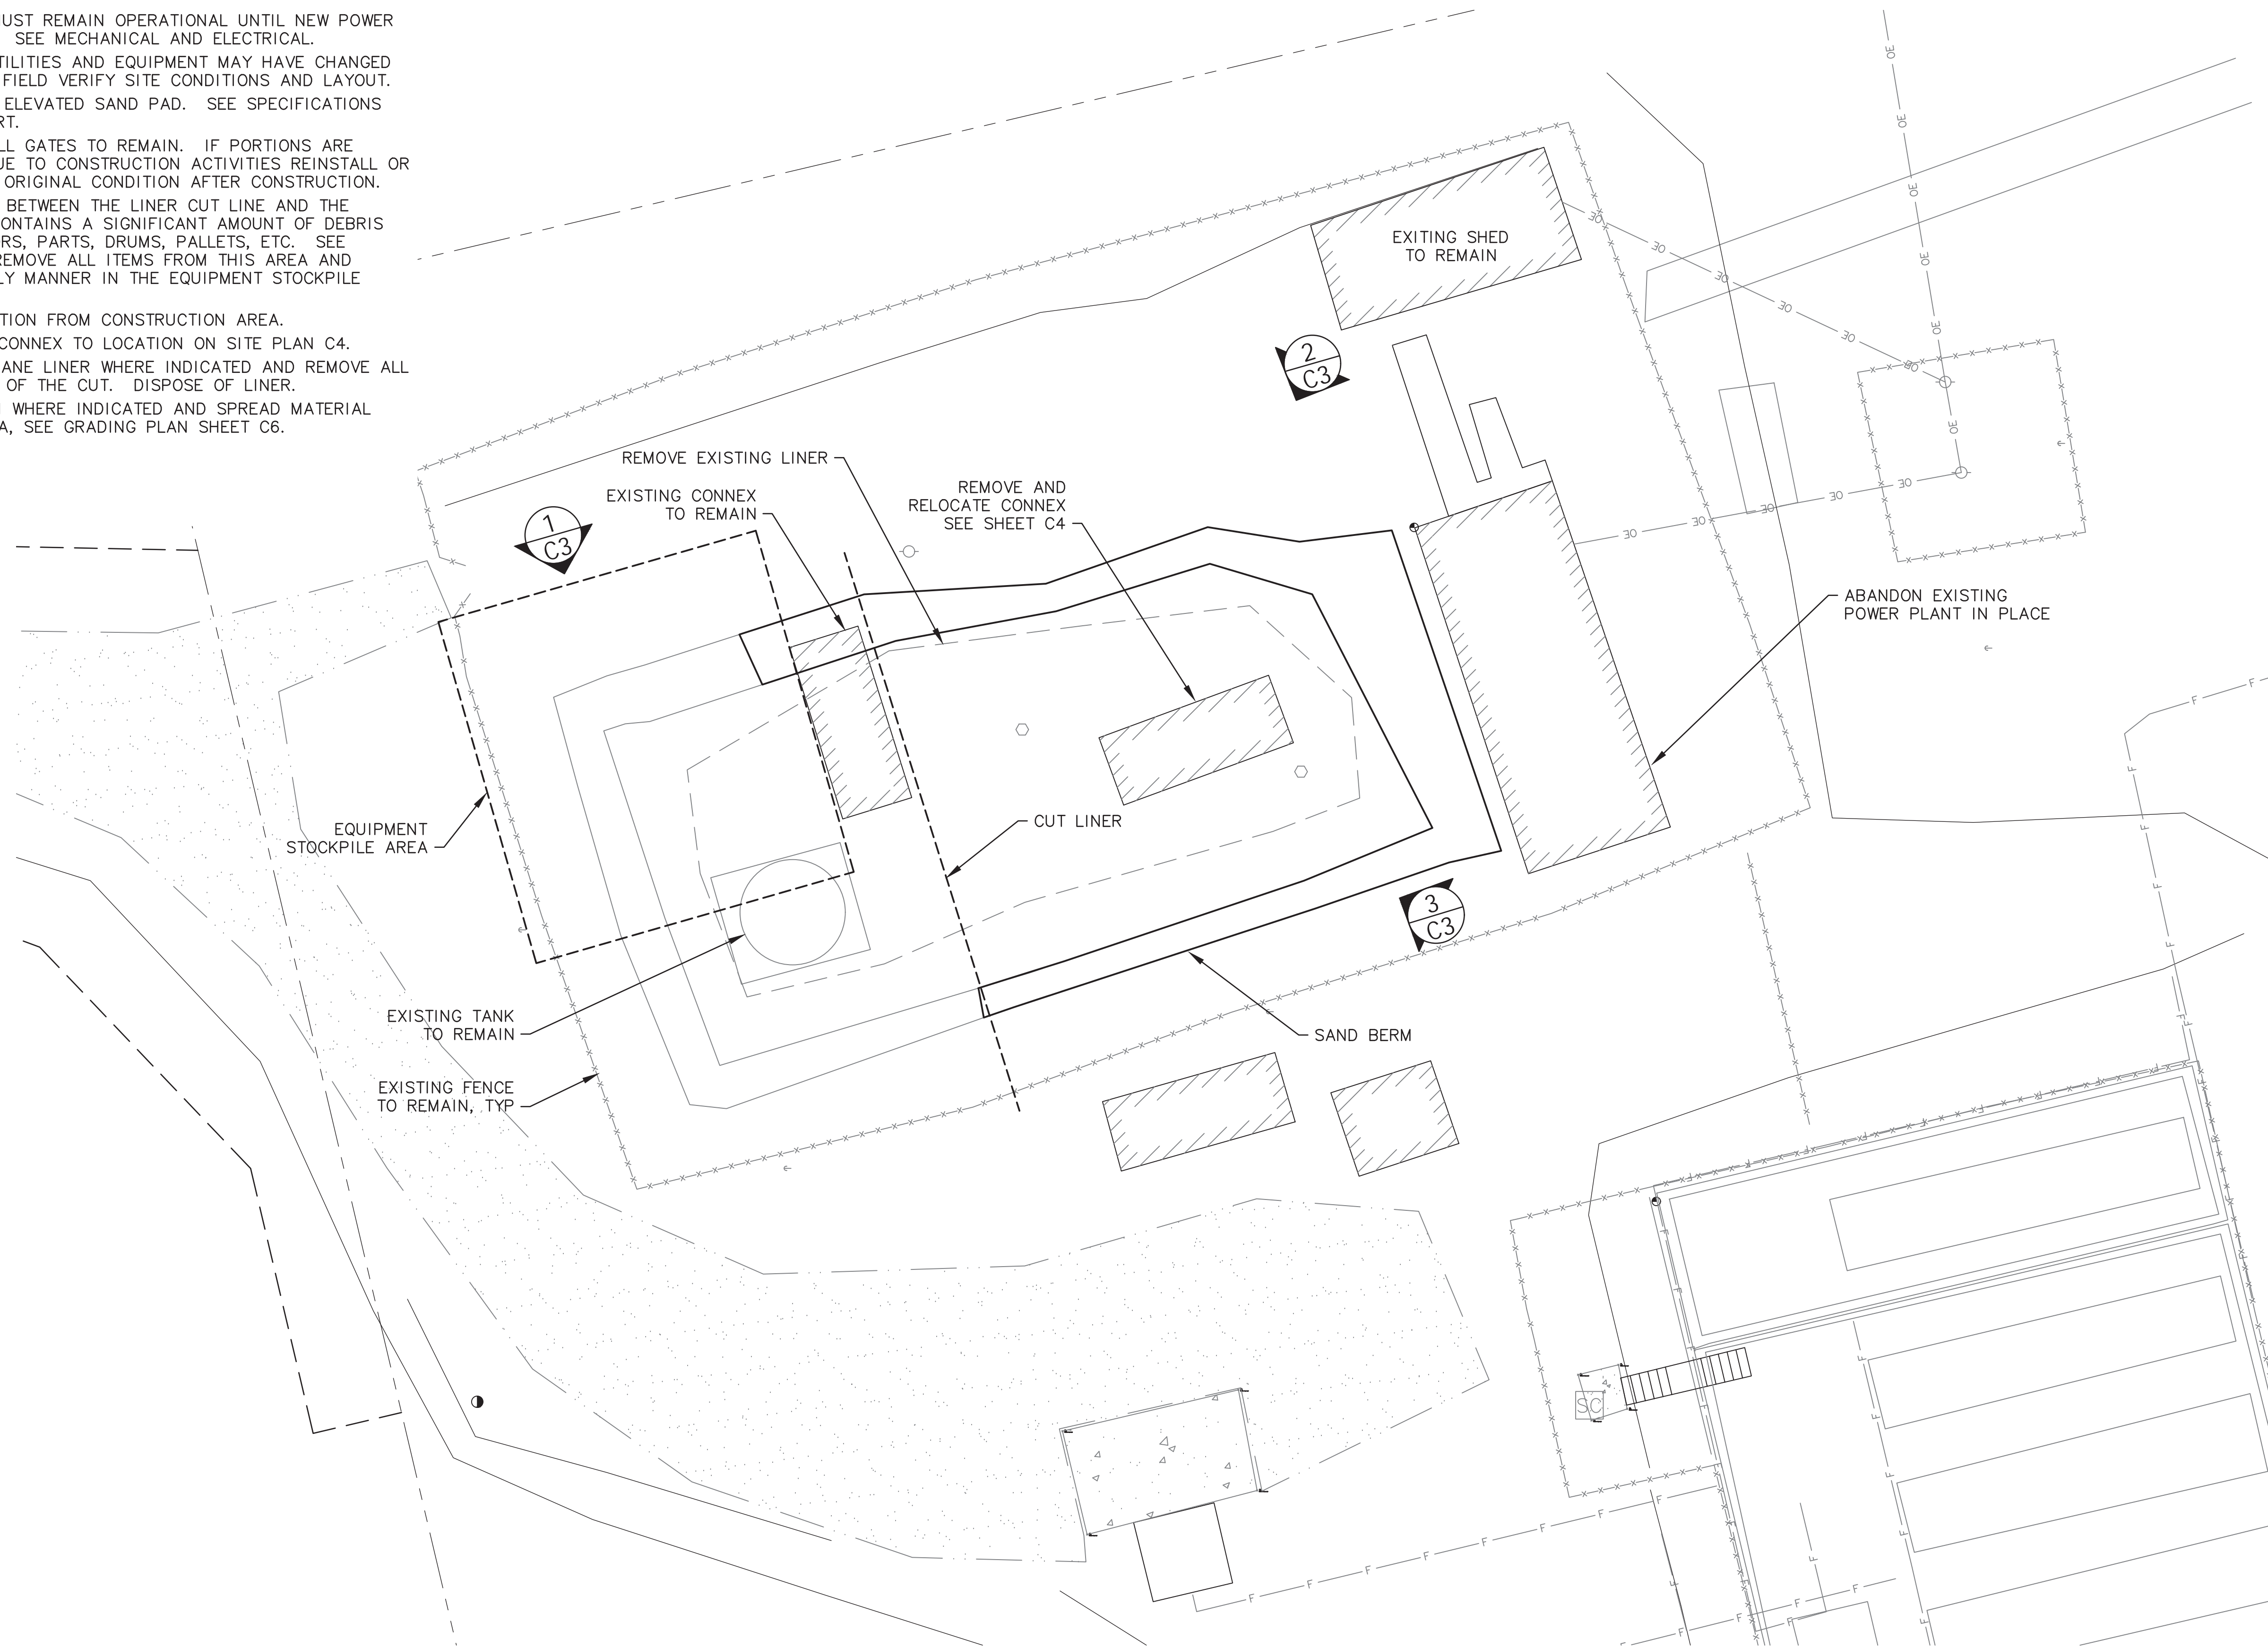 UST REMAIN OPERATIONAL UNTIL NEW POWER
SEE MECHANICAL AND ELECTRICAL.
TILITIES AND EQUIPMENT MAY HAVE CHANGED
FIELD VERIFY SITE CONDITIONS AND LAYOUT.
ELEVATED SAND PAD. SEE SPECIFICATIONS
RT.
LL GATES TO REMAIN. IF PORTIONS ARE
UE TO CONSTRUCTION ACTIVITIES REINSTALL OR
ORIGINAL CONDITION AFTER CONSTRUCTION.
BETWEEN THE LINER CUT LINE AND THE
ONTAINS A SIGNIFICANT AMOUNT OF DEBRIS
RS, PARTS, DRUMS, PALLETS, ETC. SEE
REMOVE ALL ITEMS FROM THIS AREA AND
LY MANNER IN THE EQUIPMENT STOCKPILE
TION FROM CONSTRUCTION AREA.
CONNEX TO LOCATION ON SITE PLAN C4.
ANE LINER WHERE INDICATED AND REMOVE ALL
OF THE CUT. DISPOSE OF LINER.
WHERE INDICATED AND SPREAD MATERIAL
A, SEE GRADING PLAN SHEET C6.
EXITING SHED
TO REMAIN
2
C3
REMOVE EXISTING LINER
EXISTING CONNEX
TO REMAIN
REMOVE AND
RELOCATE CONNEX
SEE SHEET C4
1
C3
ABANDON EXISTING
POWER PLANT IN PLACE
EQUIPMENT
STOCKPILE AREA
CUT LINER
3
C3
EXISTING TANK
TO REMAIN
SAND BERM
EXISTING FENCE
TO REMAIN, TYP
SC